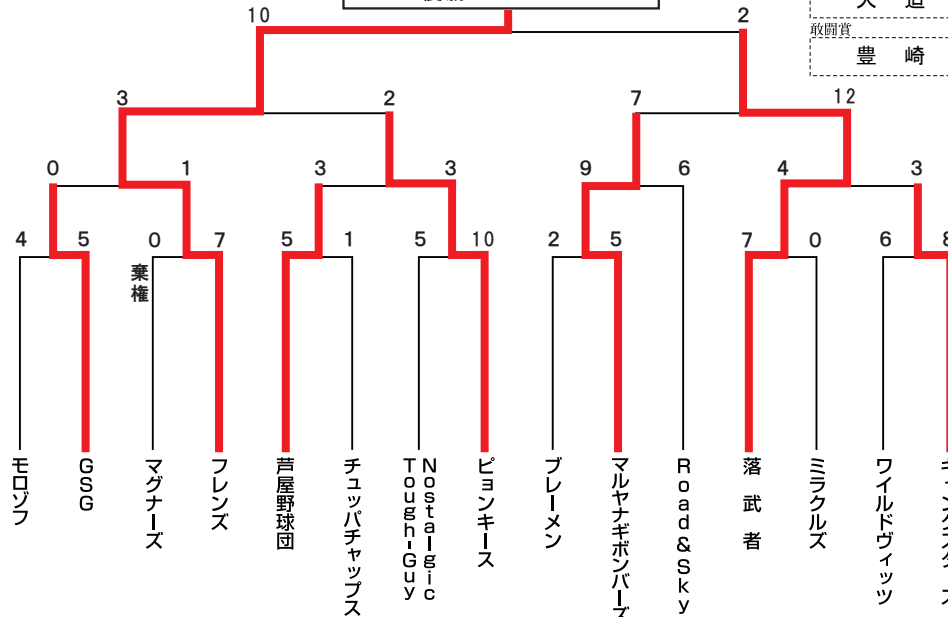 10
2
敢闘賞
豊 崎
3
2
7
12
0
1
3
3
9
6
4
3
4
5
0
7
5
1
5
10
2
5
7
0
6
8
棄権
モロゾフ
GSG
マグナーズ
フレンズ
芦屋野球団
チュッパチャップス
Nostalgic
Tough-Guy
ピョンキース
ブレーメン
マルヤナギボンバーズ
Road&Sky
落武者
ミラクルズ
ワイルドヴィッツ